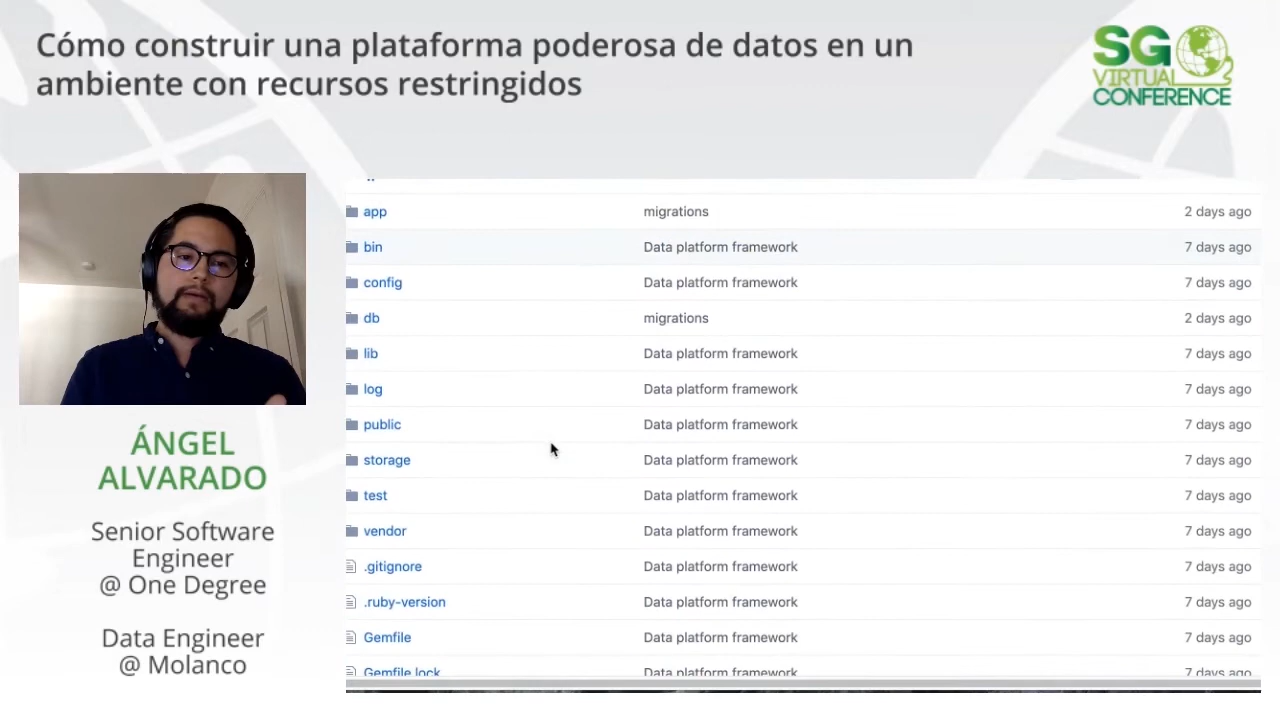 Cómo construir una plataforma poderosa de datos en un
ambiente con recursos restringidos
SG
VIRTUAL
CONFERENCE
ÁNGEL
ALVARADO
Senior Software
Engineer
@ One Degree
Data Engineer
@ Molanco
..
app migrations 2 days ago
bin Data platform framework 7 days ago
config Data platform framework 7 days ago
db migrations 2 days ago
lib Data platform framework 7 days ago
log Data platform framework 7 days ago
public Data platform framework 7 days ago
storage Data platform framework 7 days ago
test Data platform framework 7 days ago
vendor Data platform framework 7 days ago
.gitignore Data platform framework 7 days ago
.ruby-version Data platform framework 7 days ago
Gemfile Data platform framework 7 days ago
Gemfile.lock Data platform framework 7 days ago